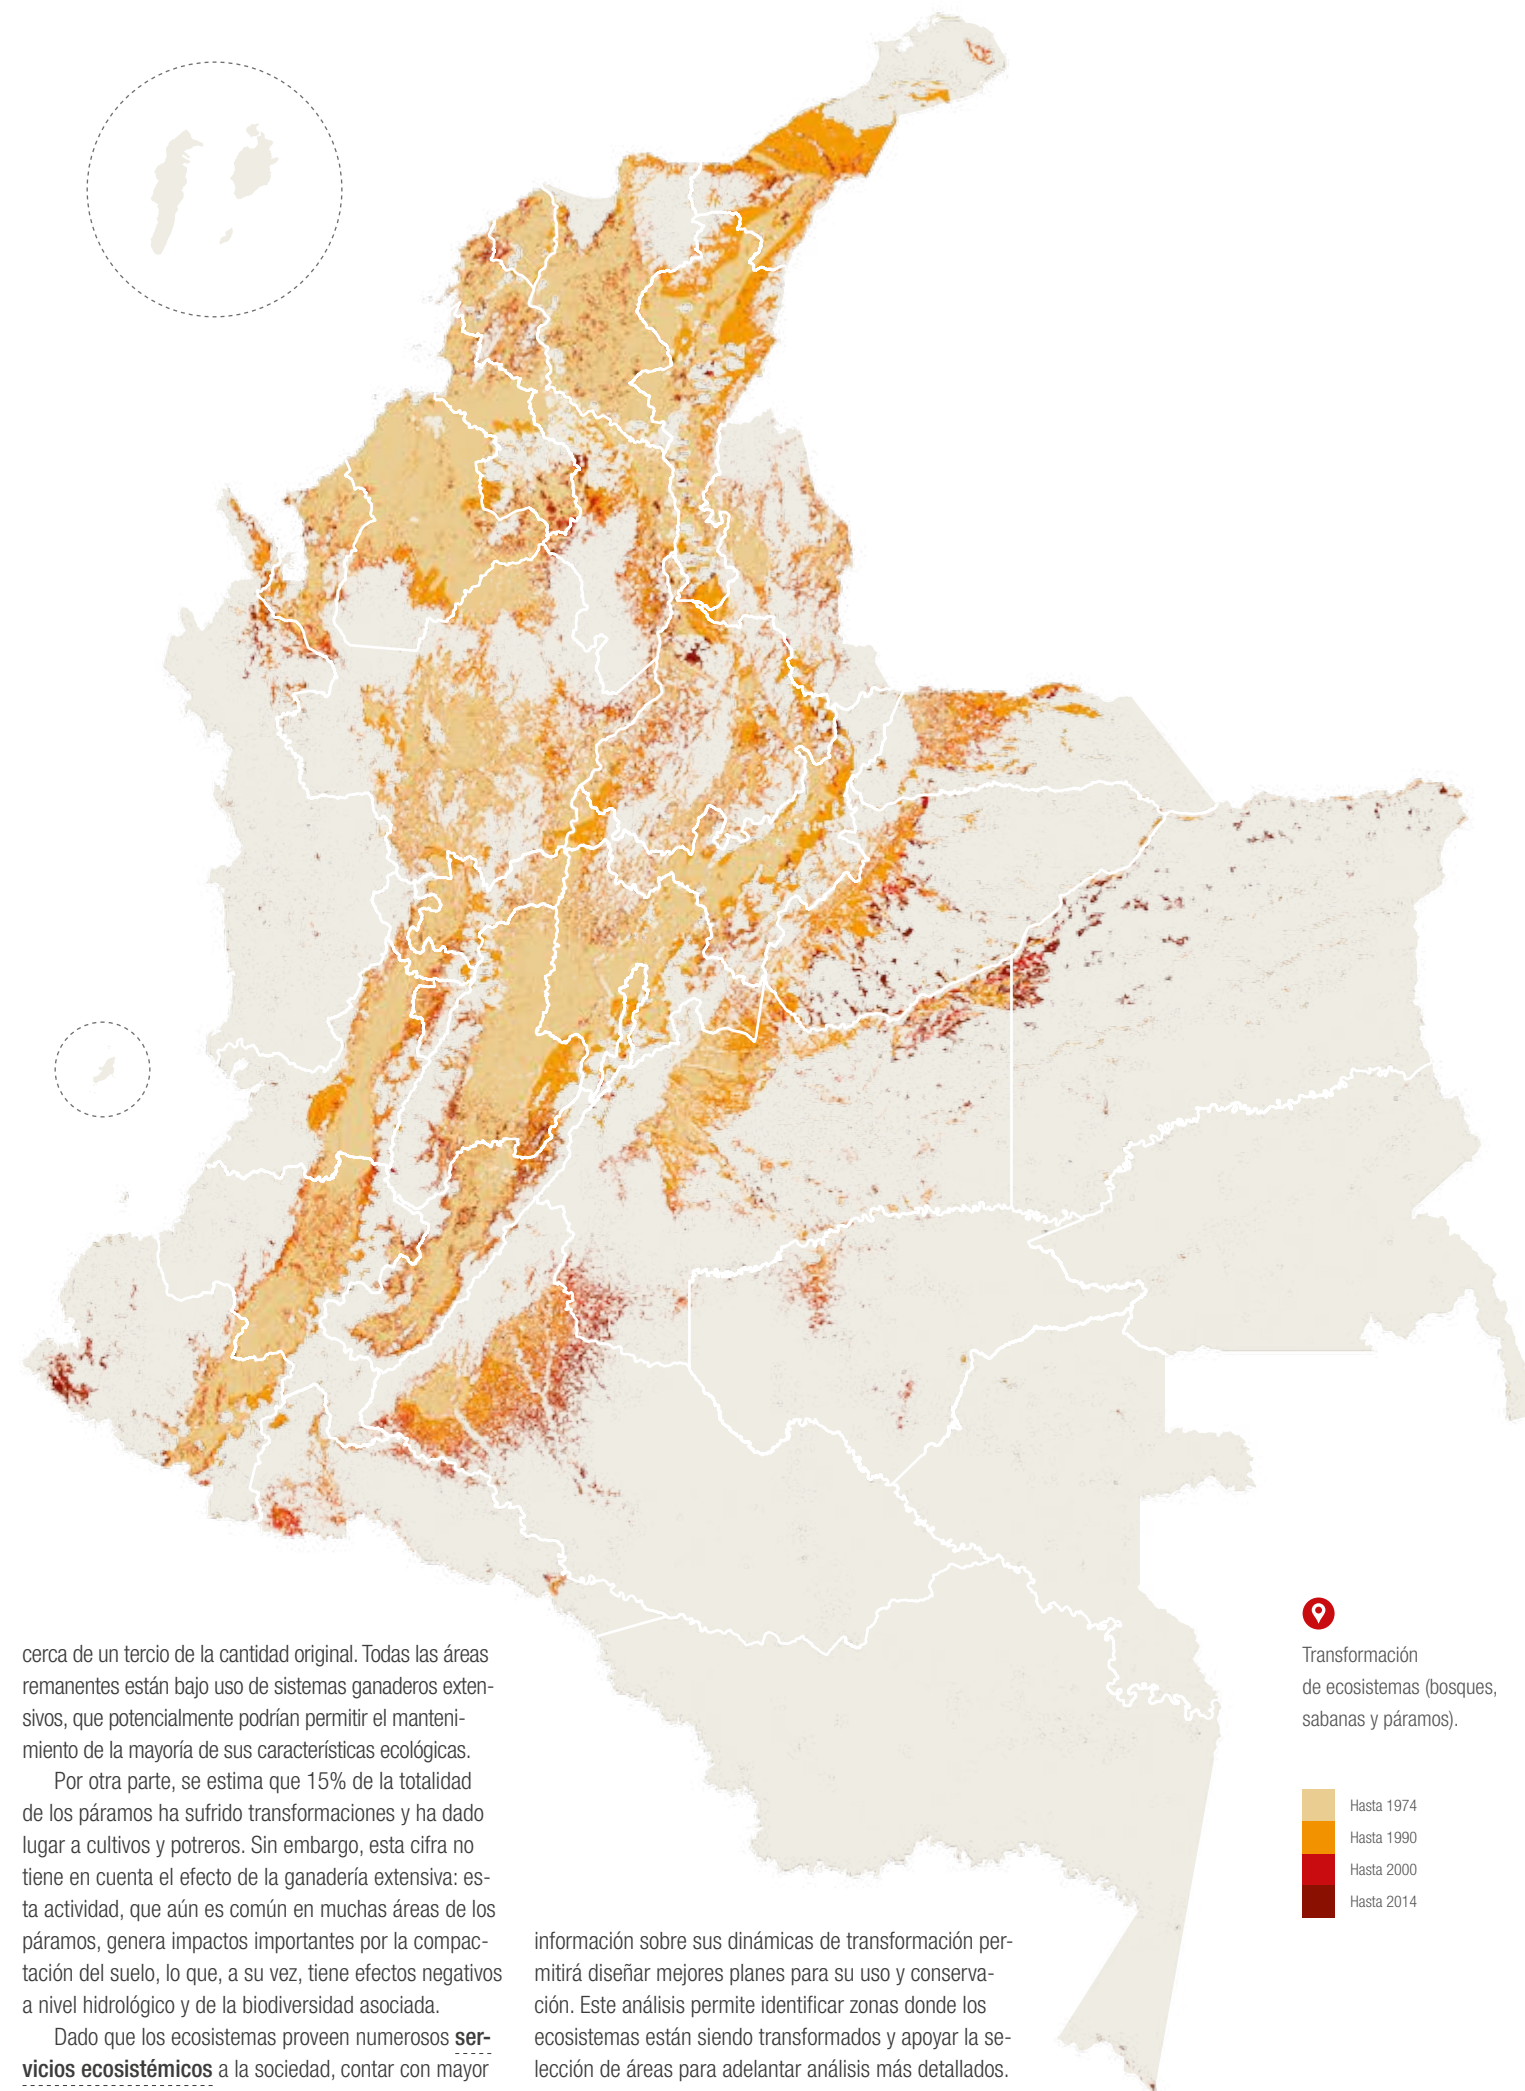 cerca de un tercio de la cantidad original. Todas las áreas
remanentes están bajo uso de sistemas ganaderos exten-
sivos, que potencialmente podrían permitir el manteni-
miento de la mayoría de sus características ecológicas.
Por otra parte, se estima que 15% de la totalidad
de los páramos ha sufrido transformaciones y ha dado
lugar a cultivos y potreros. Sin embargo, esta cifra no
tiene en cuenta el efecto de la ganadería extensiva: es-
ta actividad, que aún es común en muchas áreas de los
páramos, genera impactos importantes por la compac-
tación del suelo, lo que, a su vez, tiene efectos negativos
a nivel hidrológico y de la biodiversidad asociada.
Dado que los ecosistemas proveen numerosos ser-
vicios ecosistémicos a la sociedad, contar con mayor
información sobre sus dinámicas de transformación per-
mitirá diseñar mejores planes para su uso y conserva-
ción. Este análisis permite identificar zonas donde los
ecosistemas están siendo transformados y apoyar la se-
lección de áreas para adelantar análisis más detallados.
Transformación
de ecosistemas (bosques,
sabanas y páramos).
Hasta 1974
Hasta 1990
Hasta 2000
Hasta 2014